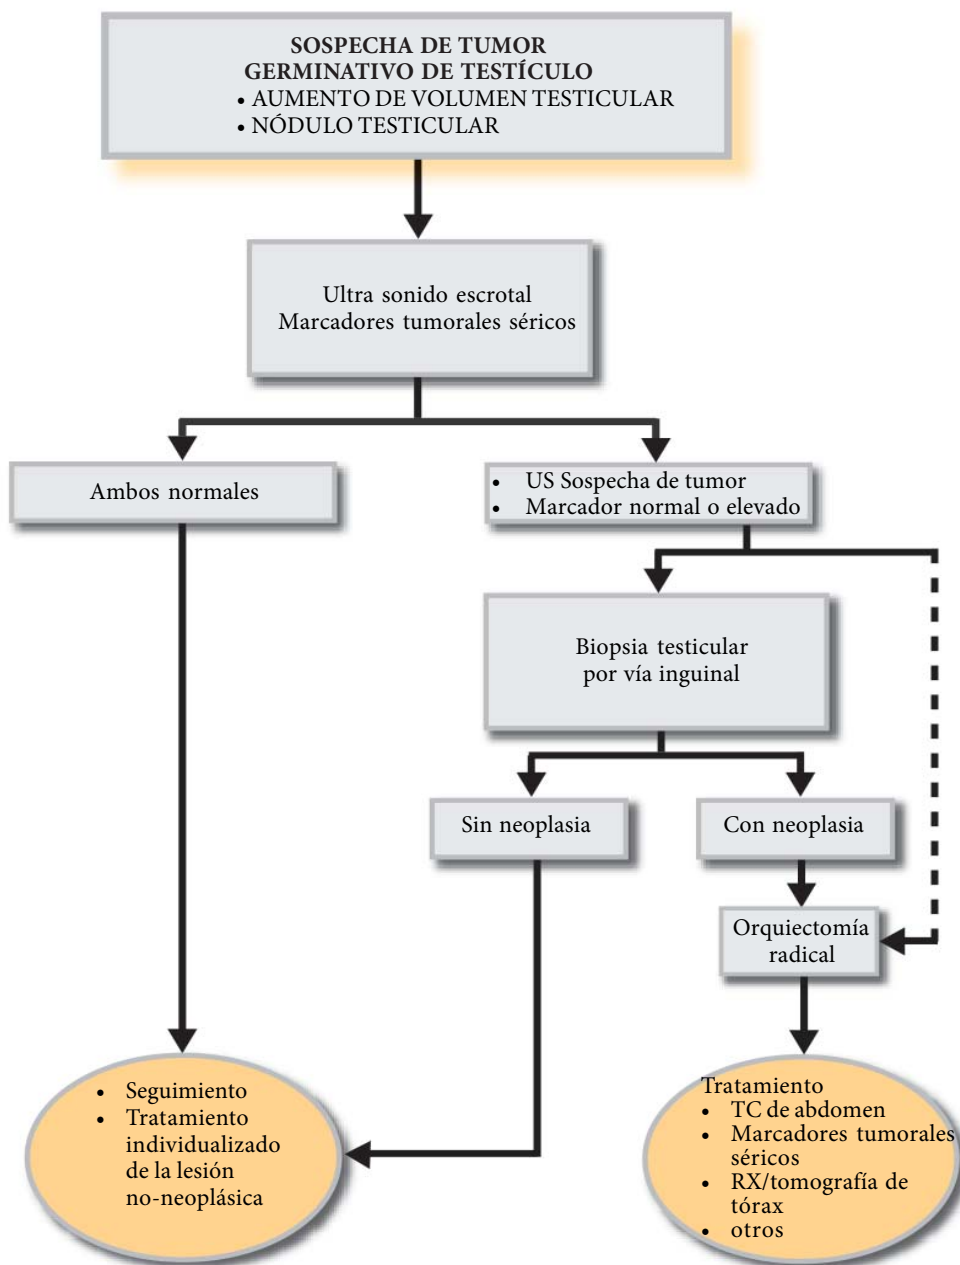 SOSPECHA DE TUMOR
GERMINATIVO DE TESTÍCULO
• AUMENTO DE VOLUMEN TESTICULAR
• NÓDULO TESTICULAR
Ultra sonido escrotal
Marcadores tumorales séricos
Ambos normales
• US Sospecha de tumor
• Marcador normal o elevado
Biopsia testicular
por vía inguinal
Sin neoplasia
Con neoplasia
Orquiectomía
radical
• Seguimiento
• Tratamiento
individualizado
de la lesión
no-neoplásica
Tratamiento
• TC de abdomen
• Marcadores tumorales
séricos
• RX/tomografía de
tórax
• otros